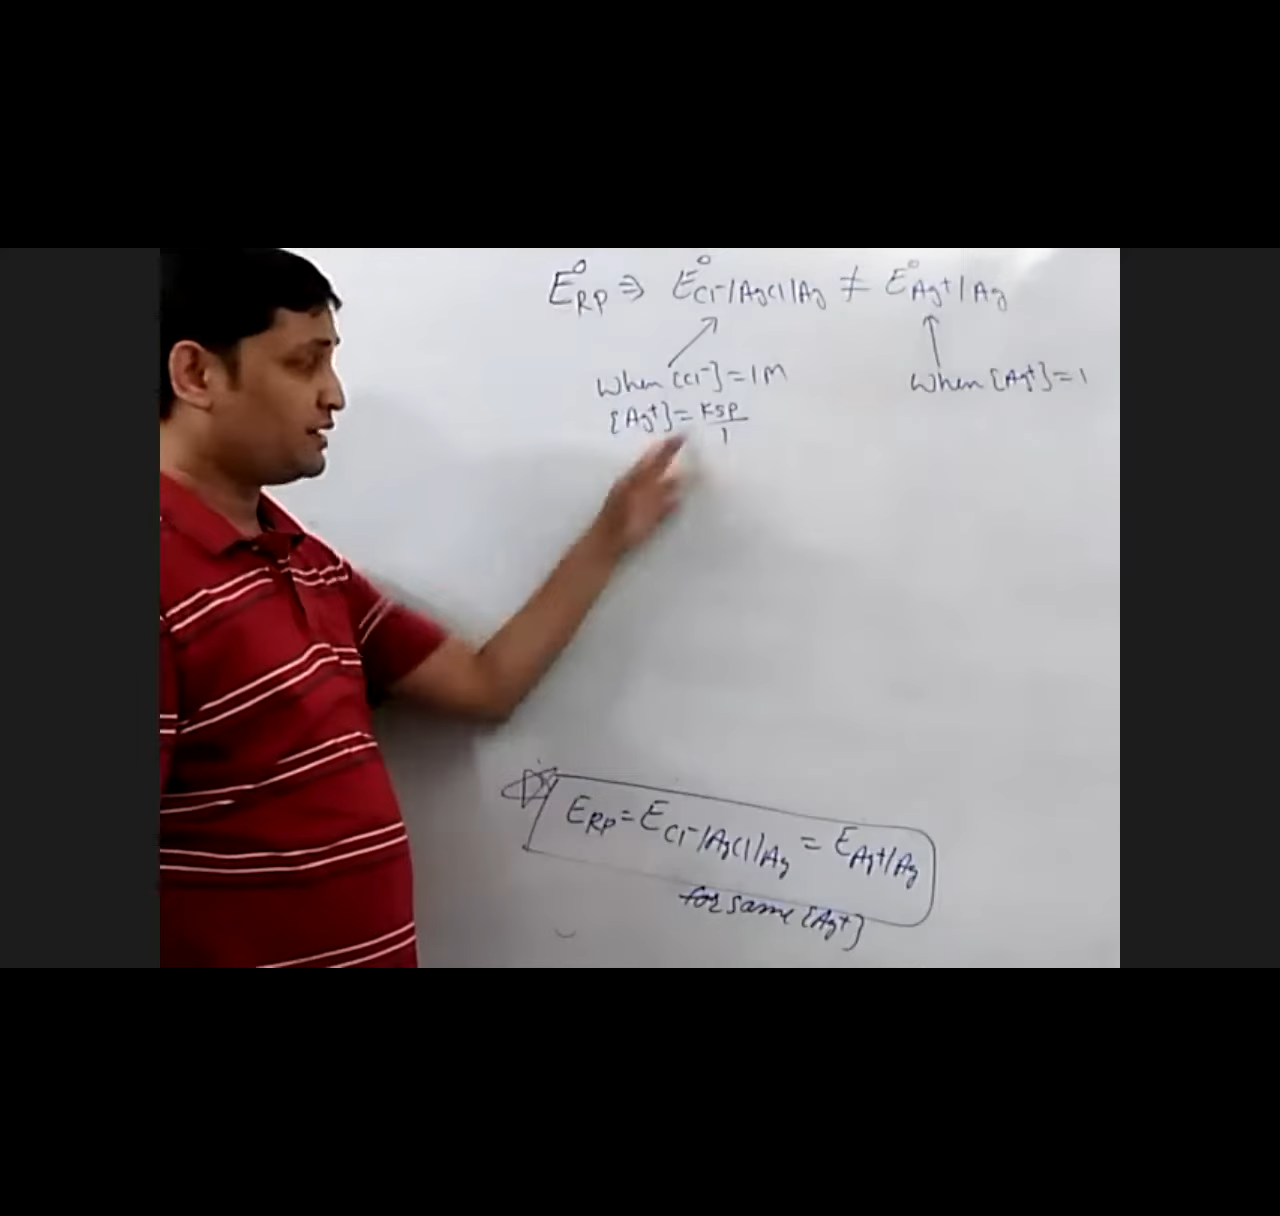 E°RP ⇒ E°Cl⁻/AgCl/Ag ≠ E°Ag⁺/Ag
When [Cl⁻] = 1M
When [Ag⁺] = 1
[Ag⁺] = Ksp/1
ERP = ECl⁻/AgCl/Ag = EAg⁺/Ag
for same [Ag⁺]